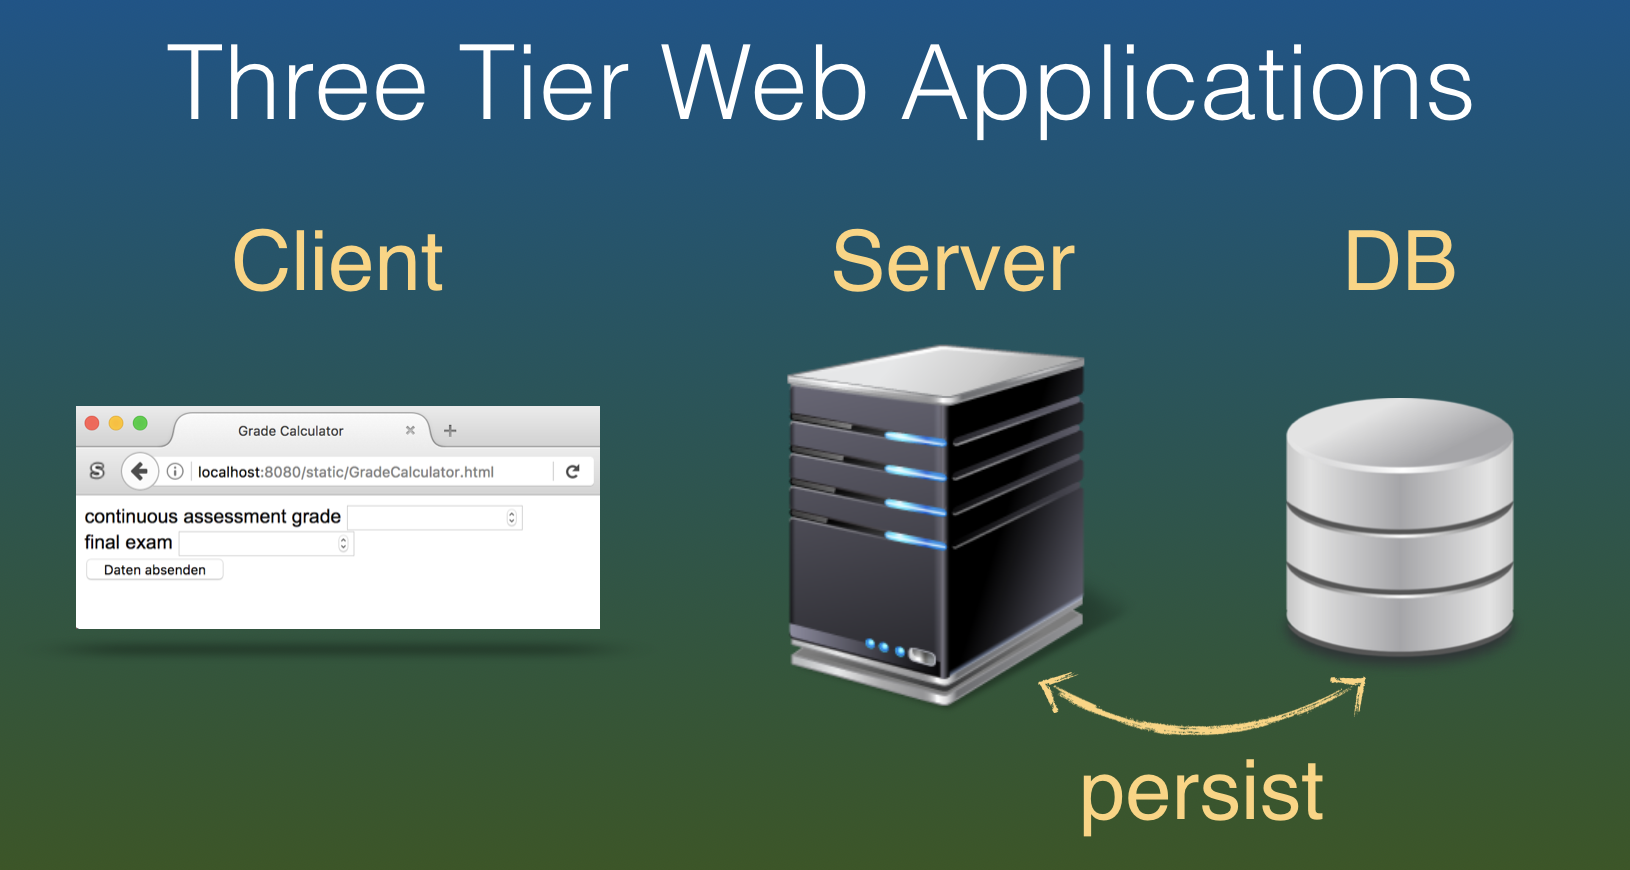 Three Tier Web Applications
Client
Server
DB
Grade Calculator
localhost:8080/static/GradeCalculator.html
continuous assessment grade
final exam
Daten absenden
persist